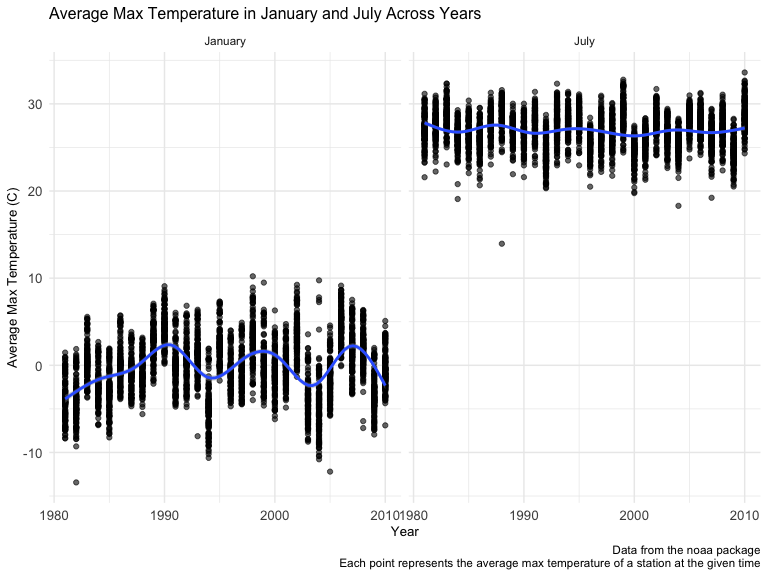 Average Max Temperature in January and July Across Years
January
July
Average Max Temperature (C)
30
20
10
0
-10
1980
1990
2000
2010
1980
1990
2000
2010
Year
Data from the noaa package
Each point represents the average max temperature of a station at the given time